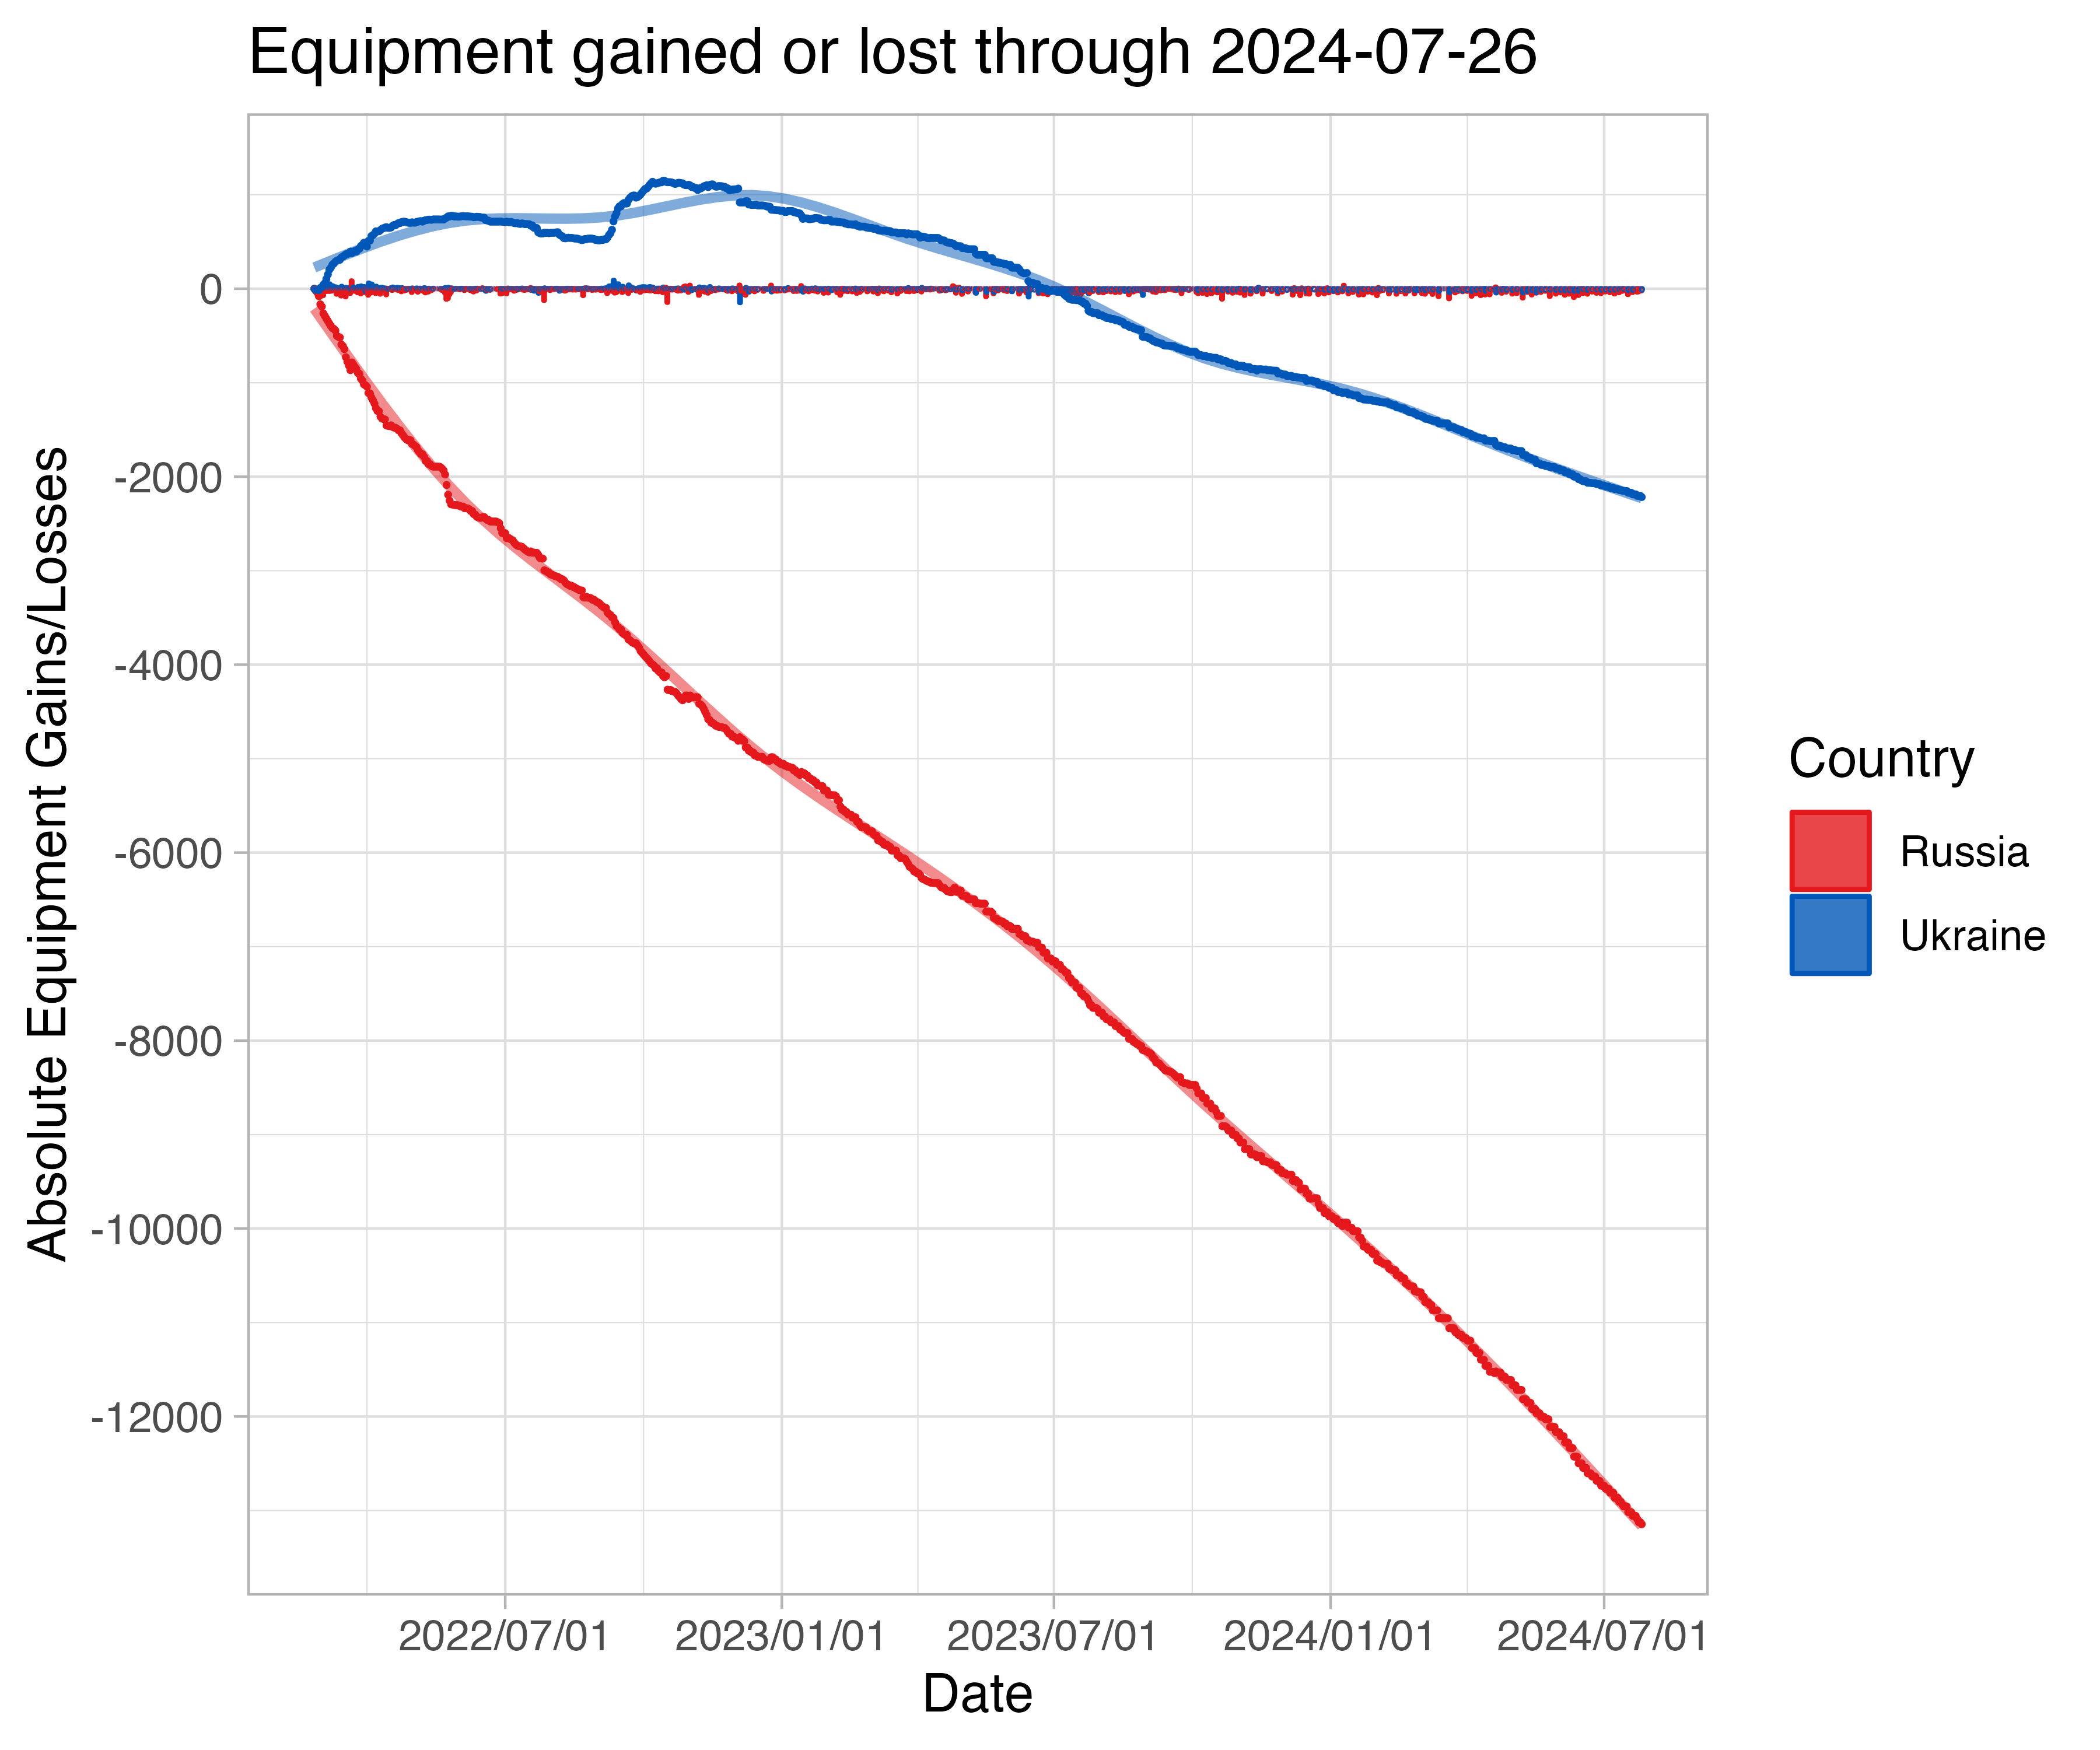 Equipment gained or lost through 2024-07-26
Absolute Equipment Gains/Losses
0
-2000
-4000
-6000
-8000
-10000
-12000
2022/07/01
2023/01/01
2023/07/01
2024/01/01
2024/07/01
Date
Country
Russia
Ukraine